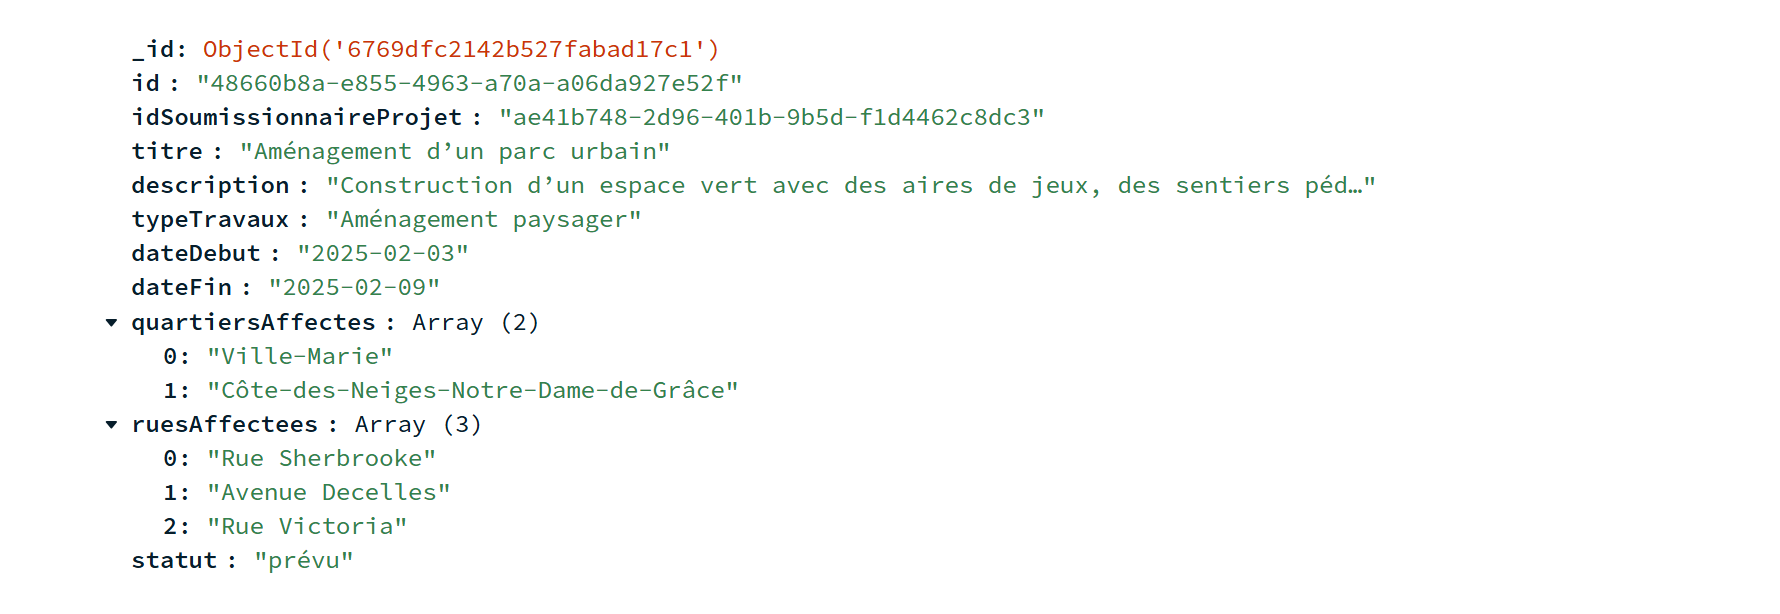 _id: ObjectId('6769dfc2142b527fabad17c1')
id : "48660b8a-e855-4963-a70a-a06da927e52f"
idSoumissionnaireProjet : "ae41b748-2d96-401b-9b5d-f1d4462c8dc3"
titre : "Aménagement d’un parc urbain"
description : "Construction d’un espace vert avec des aires de jeux, des sentiers péd…"
typeTravaux : "Aménagement paysager"
dateDebut : "2025-02-03"
dateFin : "2025-02-09"
quartiersAffectes : Array (2)
0: "Ville-Marie"
1: "Côte-des-Neiges-Notre-Dame-de-Grâce"
ruesAffectees : Array (3)
0: "Rue Sherbrooke"
1: "Avenue Decelles"
2: "Rue Victoria"
statut : "prévu"